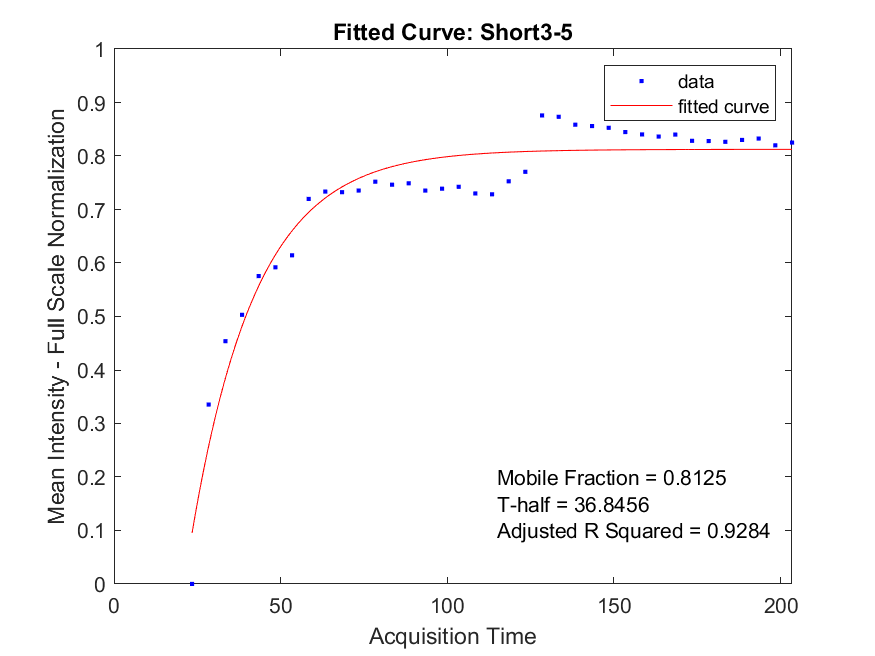 Fitted Curve: Short3-5
1
0.9
0.8
0.7
0.6
0.5
0.4
0.3
0.2
0.1
0
Mean Intensity - Full Scale Normalization
data
fitted curve
Mobile Fraction = 0.8125
T-half = 36.8456
Adjusted R Squared = 0.9284
0 50 100 150 200
Acquisition Time